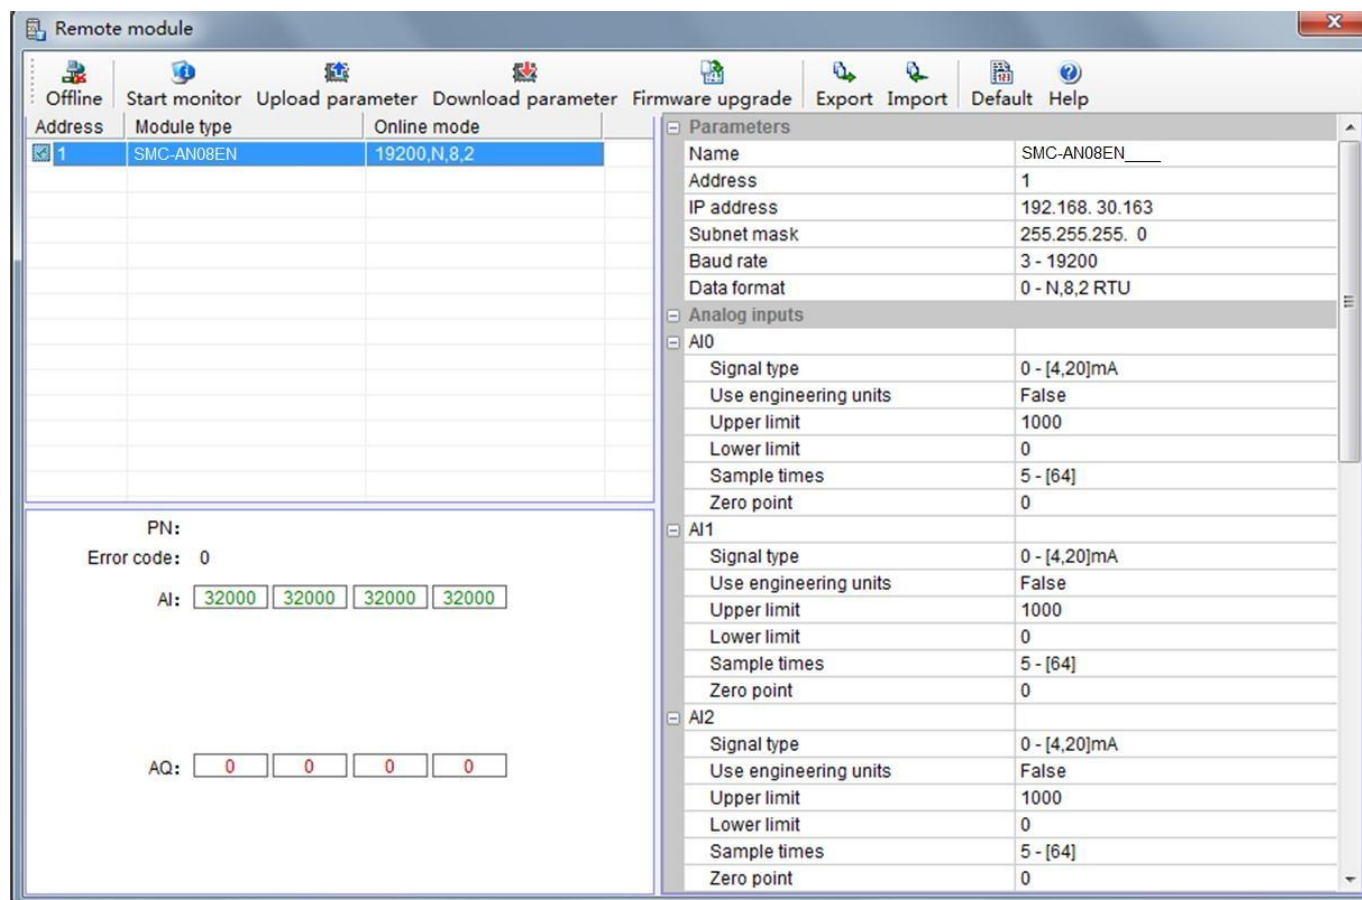 Remote module
Offline Start monitor Upload parameter Download parameter Firmware upgrade Export Import Default Help
Address Module type Online mode
1 SMC-AN08EN 19200,N,8,2
PN:
Error code: 0
AI: 32000 32000 32000 32000
AQ: 0 0 0 0
Parameters
Name SMC-AN08EN____
Address 1
IP address 192.168. 30.163
Subnet mask 255.255.255. 0
Baud rate 3 - 19200
Data format 0 - N,8,2 RTU
Analog inputs
AI0
Signal type 0 - [4,20]mA
Use engineering units False
Upper limit 1000
Lower limit 0
Sample times 5 - [64]
Zero point 0
AI1
Signal type 0 - [4,20]mA
Use engineering units False
Upper limit 1000
Lower limit 0
Sample times 5 - [64]
Zero point 0
AI2
Signal type 0 - [4,20]mA
Use engineering units False
Upper limit 1000
Lower limit 0
Sample times 5 - [64]
Zero point 0